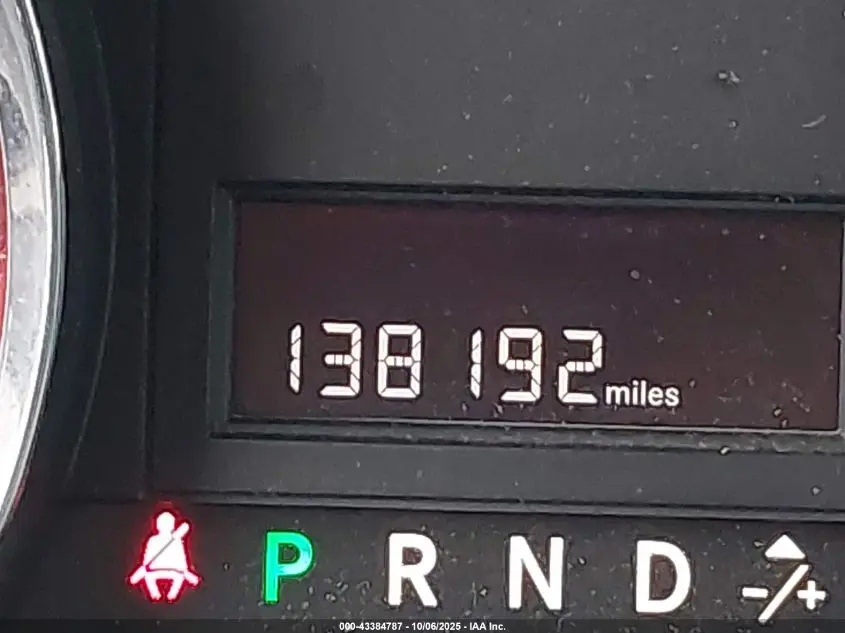 138192 miles
P R N D -/+
000-43384787 - 10/06/2025 - IAA Inc.